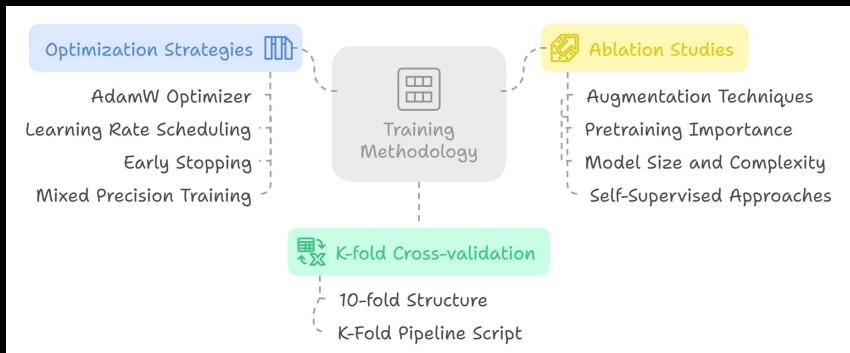 Optimization Strategies
AdamW Optimizer
Learning Rate Scheduling
Early Stopping
Mixed Precision Training
Training
Methodology
Ablation Studies
Augmentation Techniques
Pretraining Importance
Model Size and Complexity
Self-Supervised Approaches
K-fold Cross-validation
10-fold Structure
K-Fold Pipeline Script